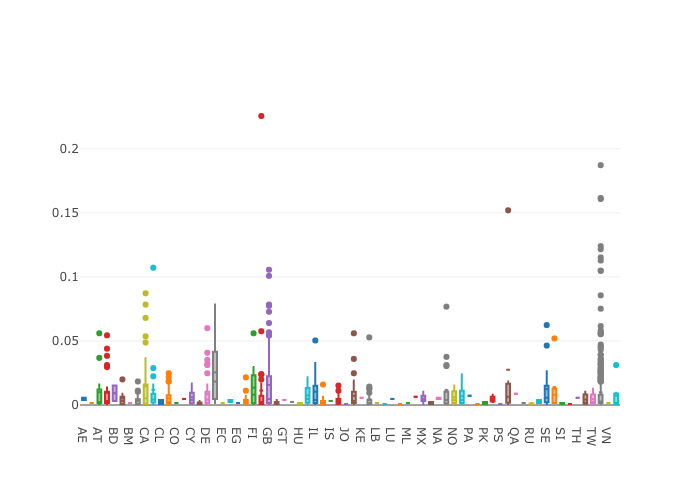 0.2
0.15
0.1
0.05
0
AE
AT
BD
BM
CA
CL
CO
CY
DE
EC
EG
FI
GB
GT
HU
IL
IS
JO
KE
LB
LU
ML
MX
NA
NO
PA
PK
PS
QA
RU
SE
SI
TH
TW
VN